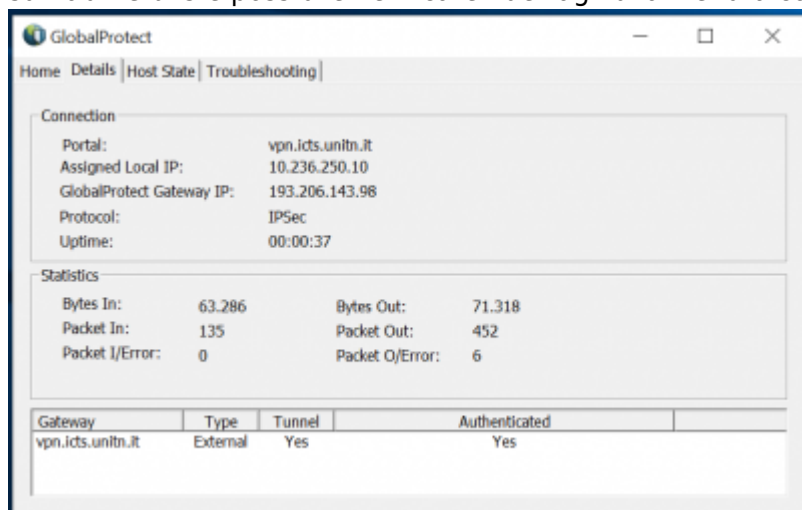 GlobalProtect
Home Details Host State Troubleshooting
Connection
Portal: vpn.icts.unitn.it
Assigned Local IP: 10.236.250.10
GlobalProtect Gateway IP: 193.206.143.98
Protocol: IPSec
Uptime: 00:00:37
Statistics
Bytes In: 63.286 Bytes Out: 71.318
Packet In: 135 Packet Out: 452
Packet I/Error: 0 Packet O/Error: 6
Gateway Type Tunnel Authenticated
vpn.icts.unitn.it External Yes Yes